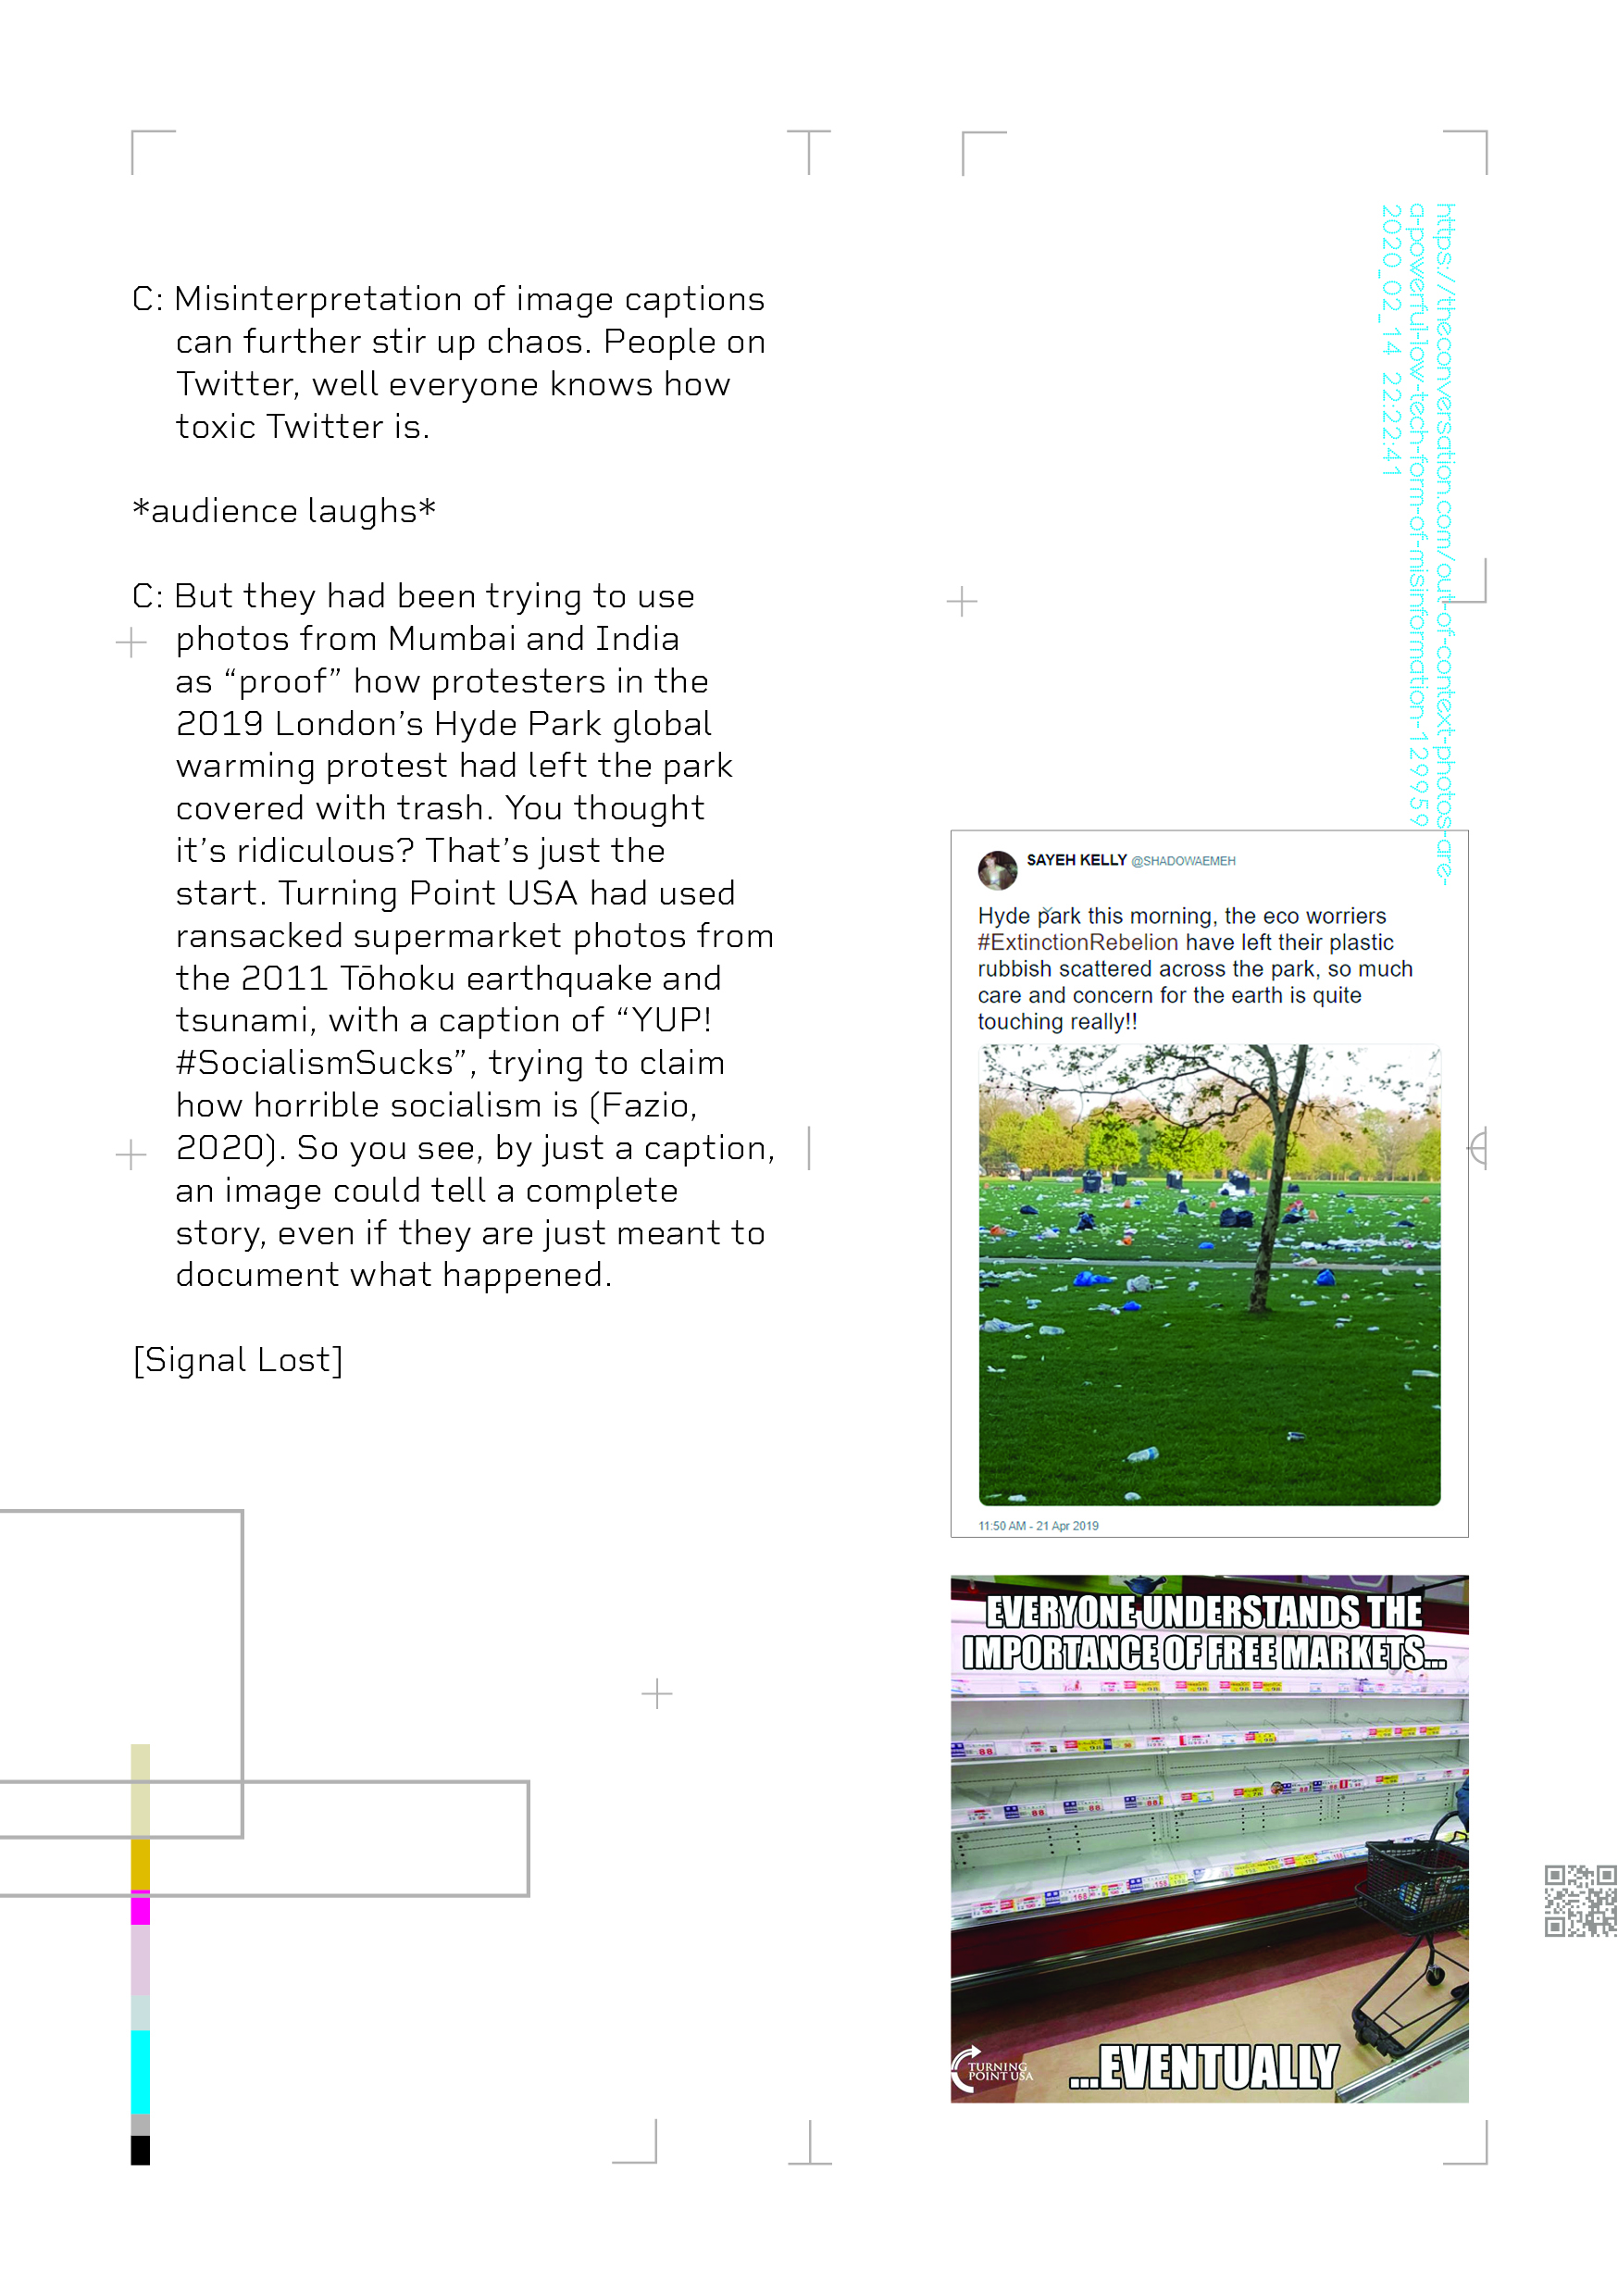 C: Misinterpretation of image captions
can further stir up chaos. People on
Twitter, well everyone knows how
toxic Twitter is.
*audience laughs*
C: But they had been trying to use
photos from Mumbai and India
as “proof” how protesters in the
2019 London’s Hyde Park global
warming protest had left the park
covered with trash. You thought
it’s ridiculous? That’s just the
start. Turning Point USA had used
ransacked supermarket photos from
the 2011 Tōhoku earthquake and
tsunami, with a caption of “YUP!
#SocialismSucks”, trying to claim
how horrible socialism is (Fazio,
2020). So you see, by just a caption,
an image could tell a complete
story, even if they are just meant to
document what happened.
[Signal Lost]
https://theconversation.com/out-of-context-photos-are-
a-powerful-low-tech-form-of-misinformation-129959
2020_02_14 22:22:41
SAYEH KELLY @SHADOWAEMEH
Hyde park this morning, the eco worriers
#ExtinctionRebelion have left their plastic
rubbish scattered across the park, so much
care and concern for the earth is quite
touching really!!
11:50 AM - 21 Apr 2019
EVERYONE UNDERSTANDS THE
IMPORTANCE OF FREE MARKETS...
...EVENTUALLY
TURNING
POINT USA